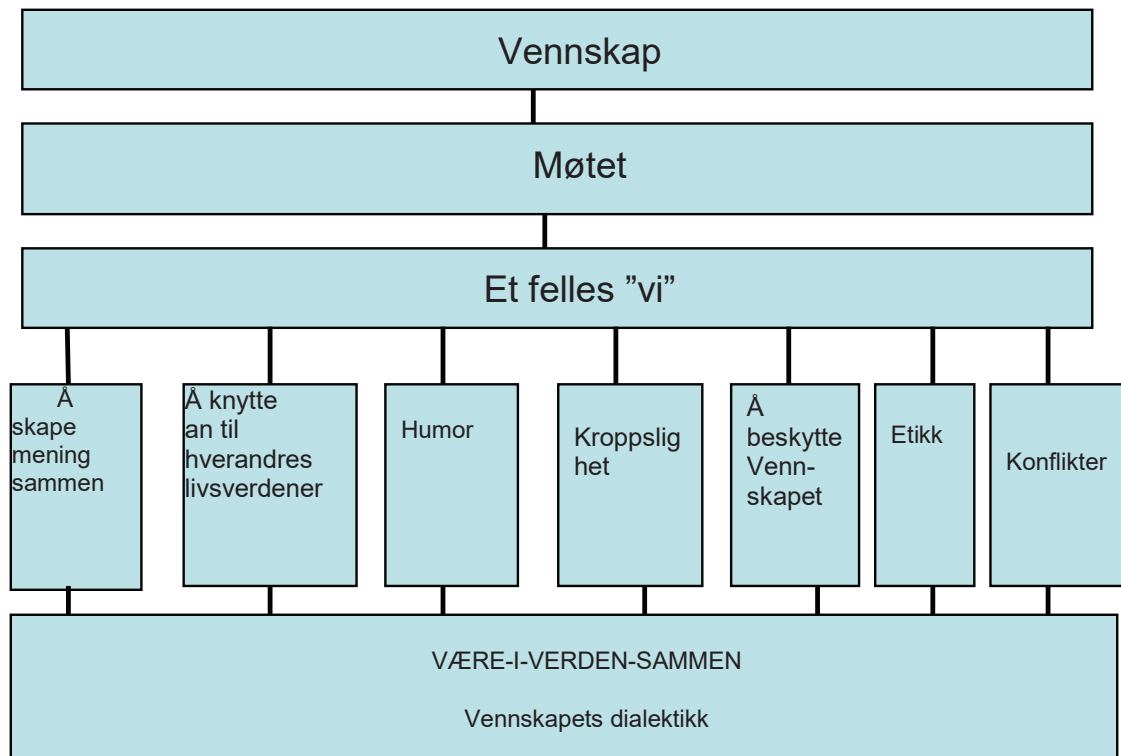 Vennskap
Møtet
Et felles ”vi”
Å
skape
mening
sammen
Å knytte
an til
hverandres
livsverdener
Humor
Kroppslig
het
Å
beskytte
Venn-
skapet
Etikk
Konflikter
VÆRE-I-VERDEN-SAMMEN
Vennskapets dialektikk